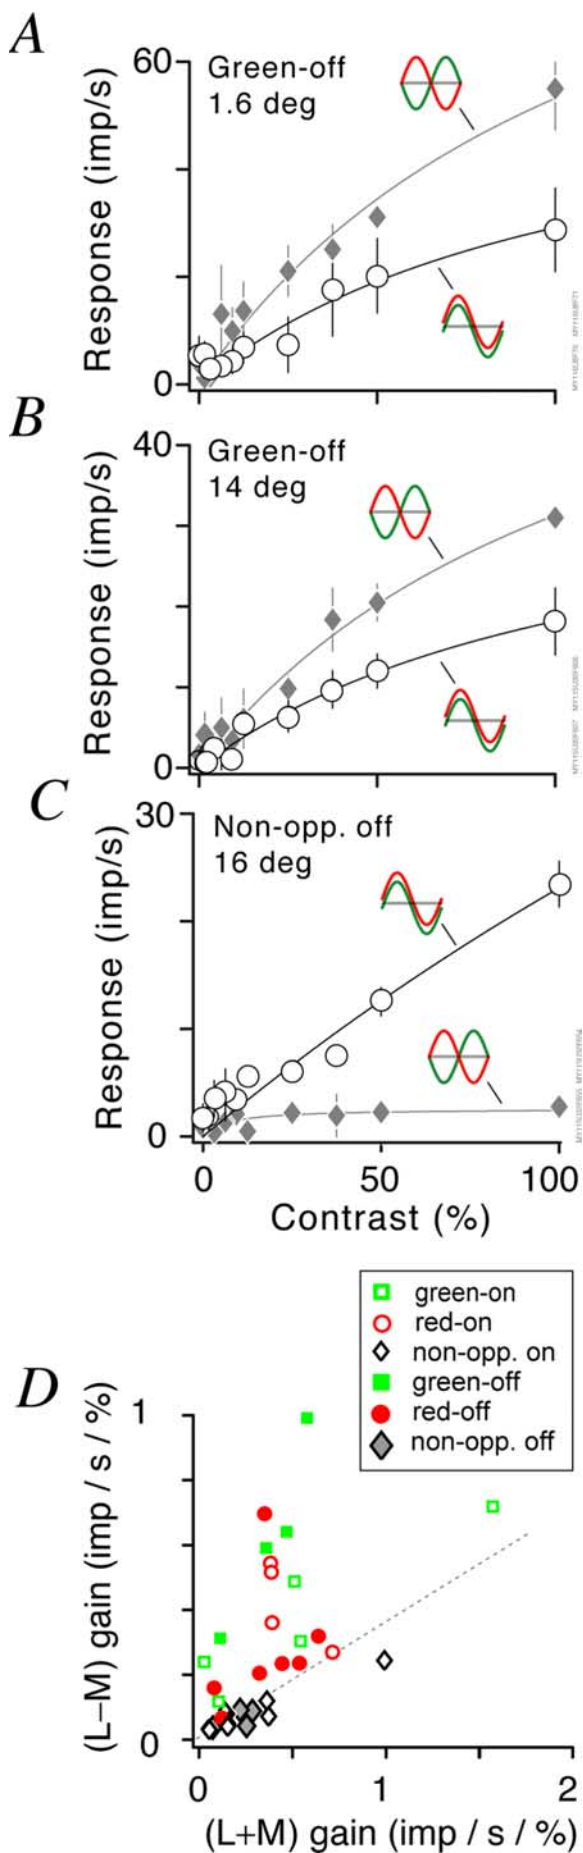 A
60
Green-off
1.6 deg
Response (imp/s)
0
B
40
Green-off
14 deg
Response (imp/s)
0
C
30
Non-opp. off
16 deg
Response (imp/s)
0
0
50
100
Contrast (%)
green-on
red-on
non-opp. on
green-off
red-off
non-opp. off
D
1
(L−M) gain (imp / s / %)
0
0
1
2
(L+M) gain (imp / s / %)